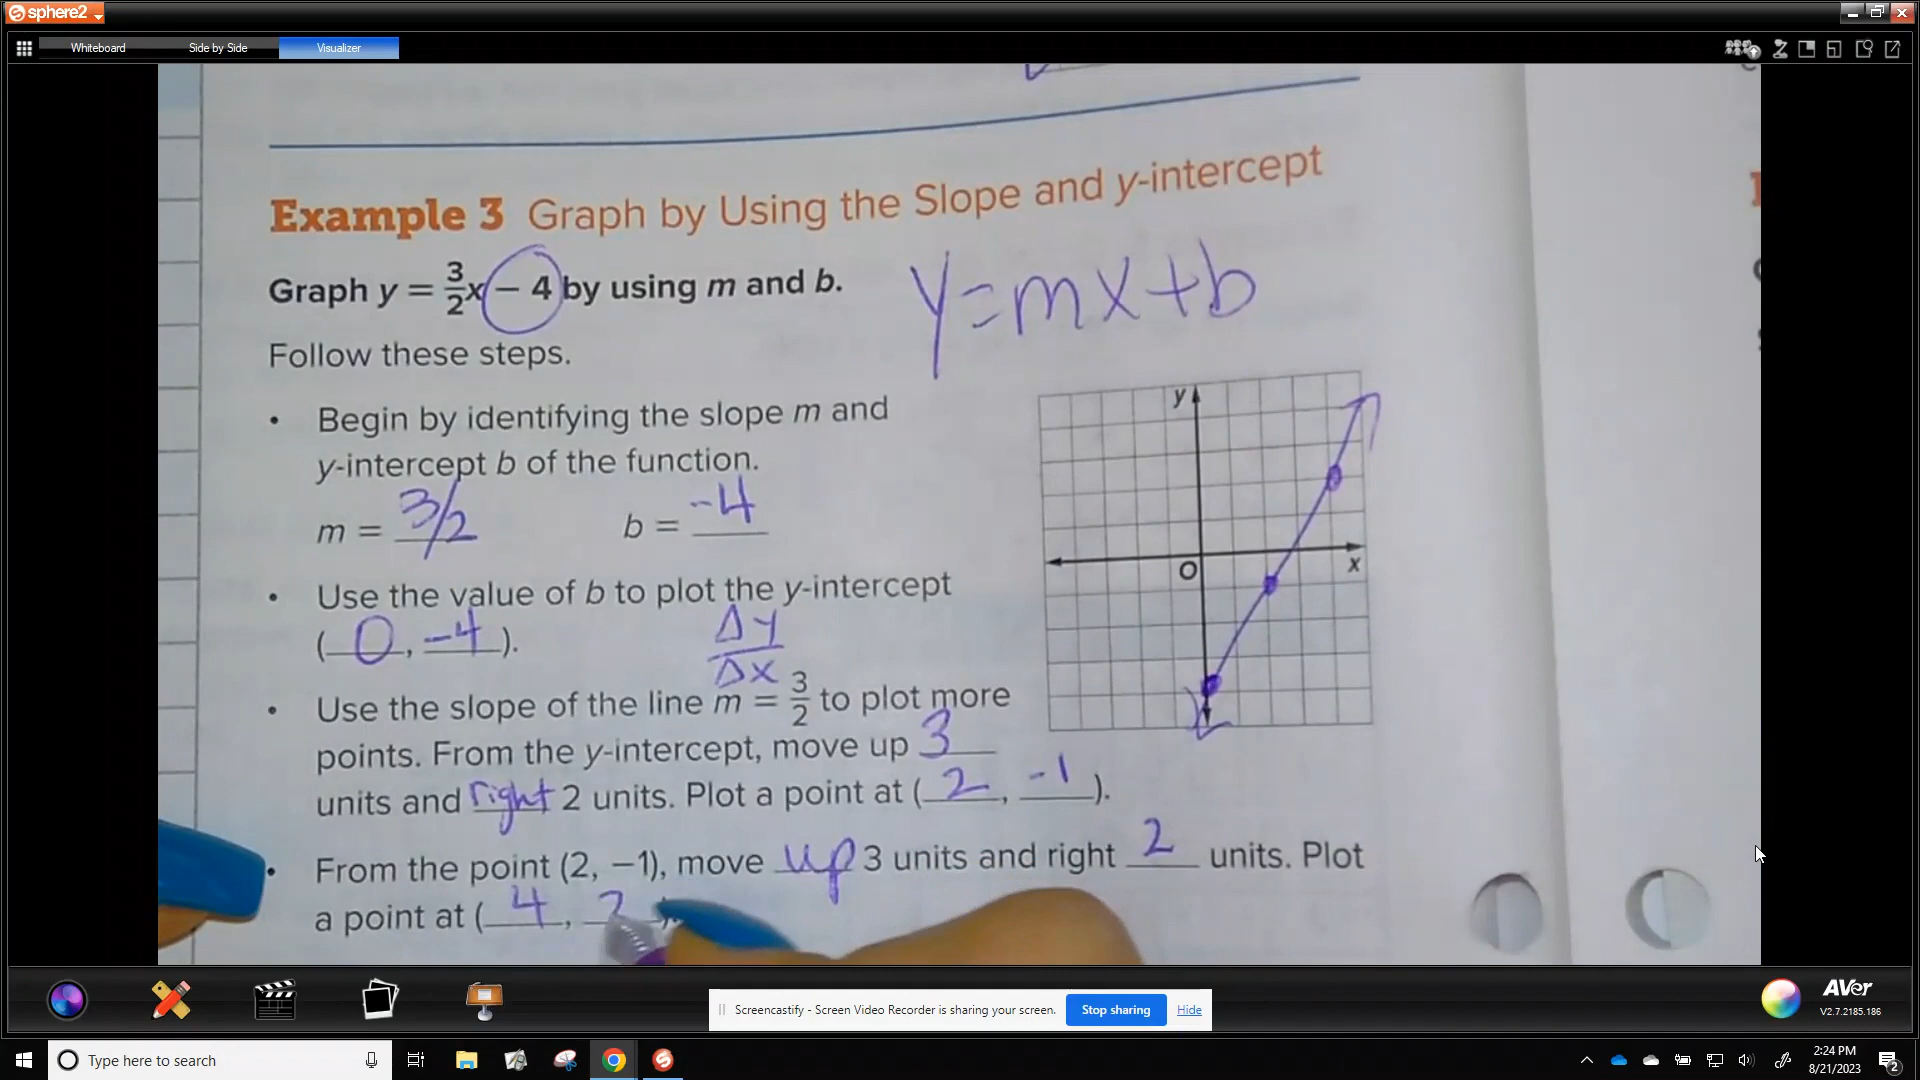 sphere2
Whiteboard Side by Side Visualizer
Example 3 Graph by Using the Slope and y-intercept
Graph y = 3/2x − 4 by using m and b.
y=mx+b
Follow these steps.
• Begin by identifying the slope m and
y-intercept b of the function.
m = 3/2 b = -4
• Use the value of b to plot the y-intercept
(0, -4).
Δy
Δx
• Use the slope of the line m = 3/2 to plot more
points. From the y-intercept, move up 3
units and right 2 units. Plot a point at (2, -1).
• From the point (2, −1), move up 3 units and right 2 units. Plot
a point at (4,
y
O
x
Screencastify - Screen Video Recorder is sharing your screen. Stop sharing Hide
AVer
V2.7.2185.186
Type here to search
2:24 PM
8/21/2023
2